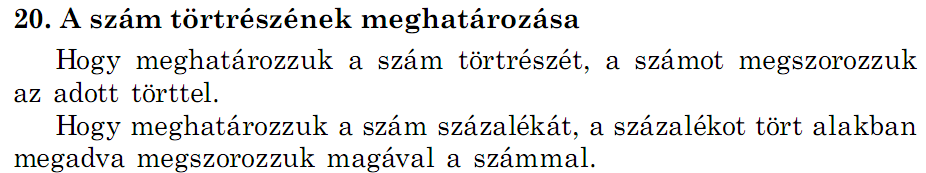 20. A szám törtrészének meghatározása
Hogy meghatározzuk a szám törtrészét, a számot megszorozzuk
az adott törttel.
Hogy meghatározzuk a szám százalékát, a százalékot tört alakban
megadva megszorozzuk magával a számmal.